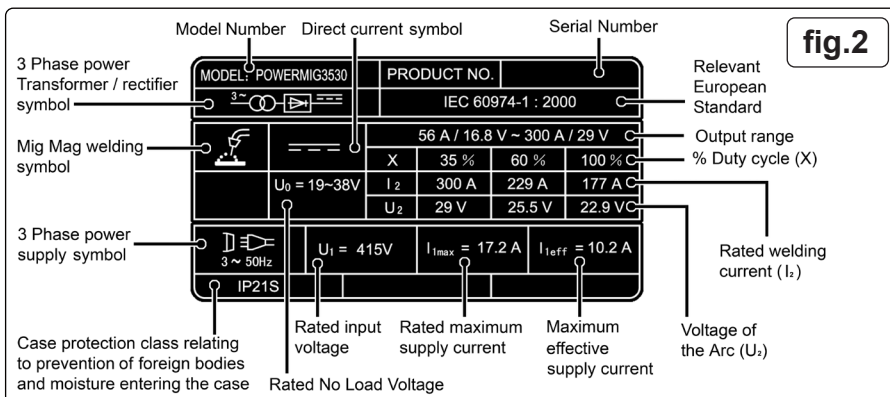 Model Number
Direct current symbol
Serial Number
fig.2
3 Phase power
Transformer / rectifier
symbol
MODEL: POWERMIG3530
PRODUCT NO.
Relevant
European
Standard
3~
IEC 60974-1 : 2000
Mig Mag welding
symbol
56 A / 16.8 V ~ 300 A / 29 V
Output range
X 35 % 60 % 100 %
% Duty cycle (X)
U0 = 19~38V
I 2 300 A 229 A 177 A
U2 29 V 25.5 V 22.9 V
3 Phase power
supply symbol
3 ~ 50Hz
U1 = 415V
I1max = 17.2 A
I1eff = 10.2 A
Rated welding
current ( I₂ )
IP21S
Case protection class relating
to prevention of foreign bodies
and moisture entering the case
Rated No Load Voltage
Rated input
voltage
Rated maximum
supply current
Maximum
effective
supply current
Voltage of
the Arc (U₂)